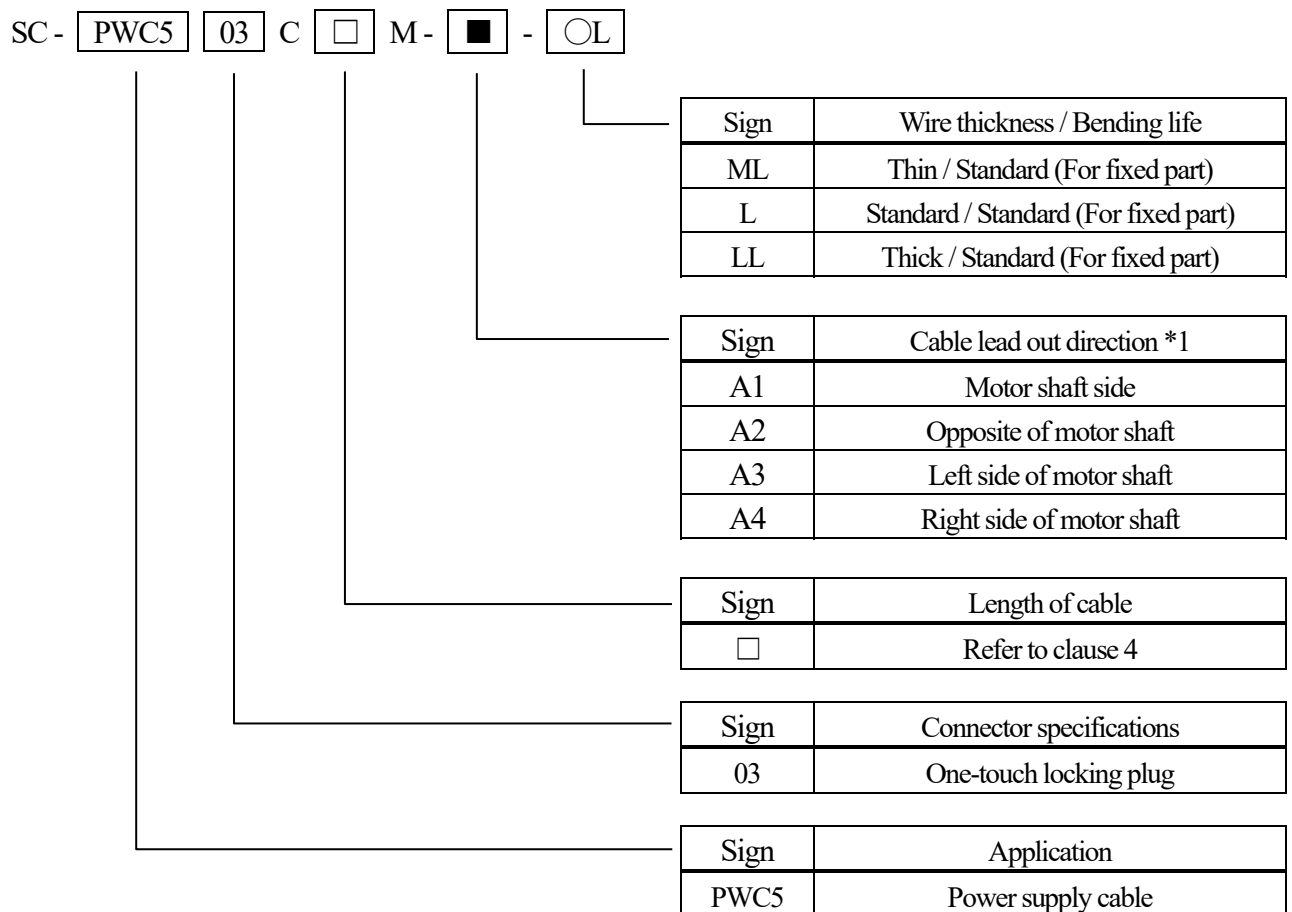 SC - PWC5 03 C □ M - ■ - ○L
Sign Wire thickness / Bending life
ML Thin / Standard (For fixed part)
L Standard / Standard (For fixed part)
LL Thick / Standard (For fixed part)
Sign Cable lead out direction *1
A1 Motor shaft side
A2 Opposite of motor shaft
A3 Left side of motor shaft
A4 Right side of motor shaft
Sign Length of cable
□ Refer to clause 4
Sign Connector specifications
03 One-touch locking plug
Sign Application
PWC5 Power supply cable